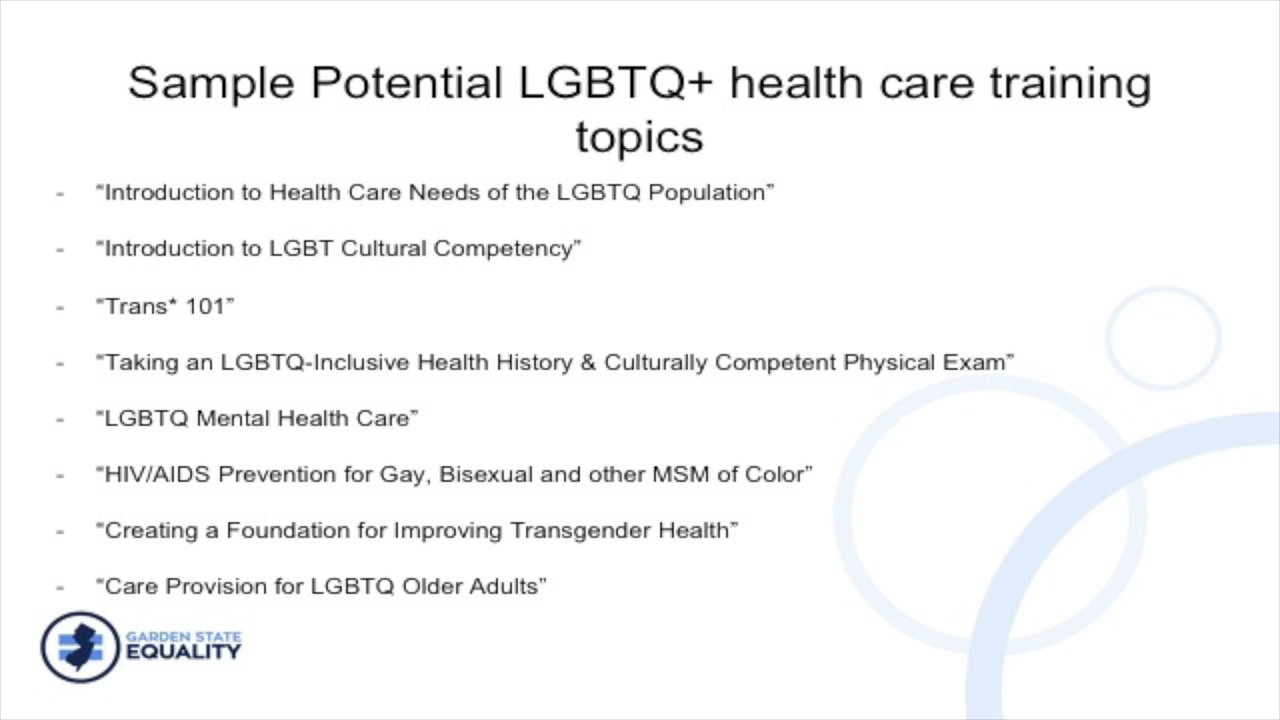 Sample Potential LGBTQ+ health care training
topics
- “Introduction to Health Care Needs of the LGBTQ Population”
- “Introduction to LGBT Cultural Competency”
- “Trans* 101”
- “Taking an LGBTQ-Inclusive Health History & Culturally Competent Physical Exam”
- “LGBTQ Mental Health Care”
- “HIV/AIDS Prevention for Gay, Bisexual and other MSM of Color”
- “Creating a Foundation for Improving Transgender Health”
- “Care Provision for LGBTQ Older Adults”
GARDEN STATE
EQUALITY